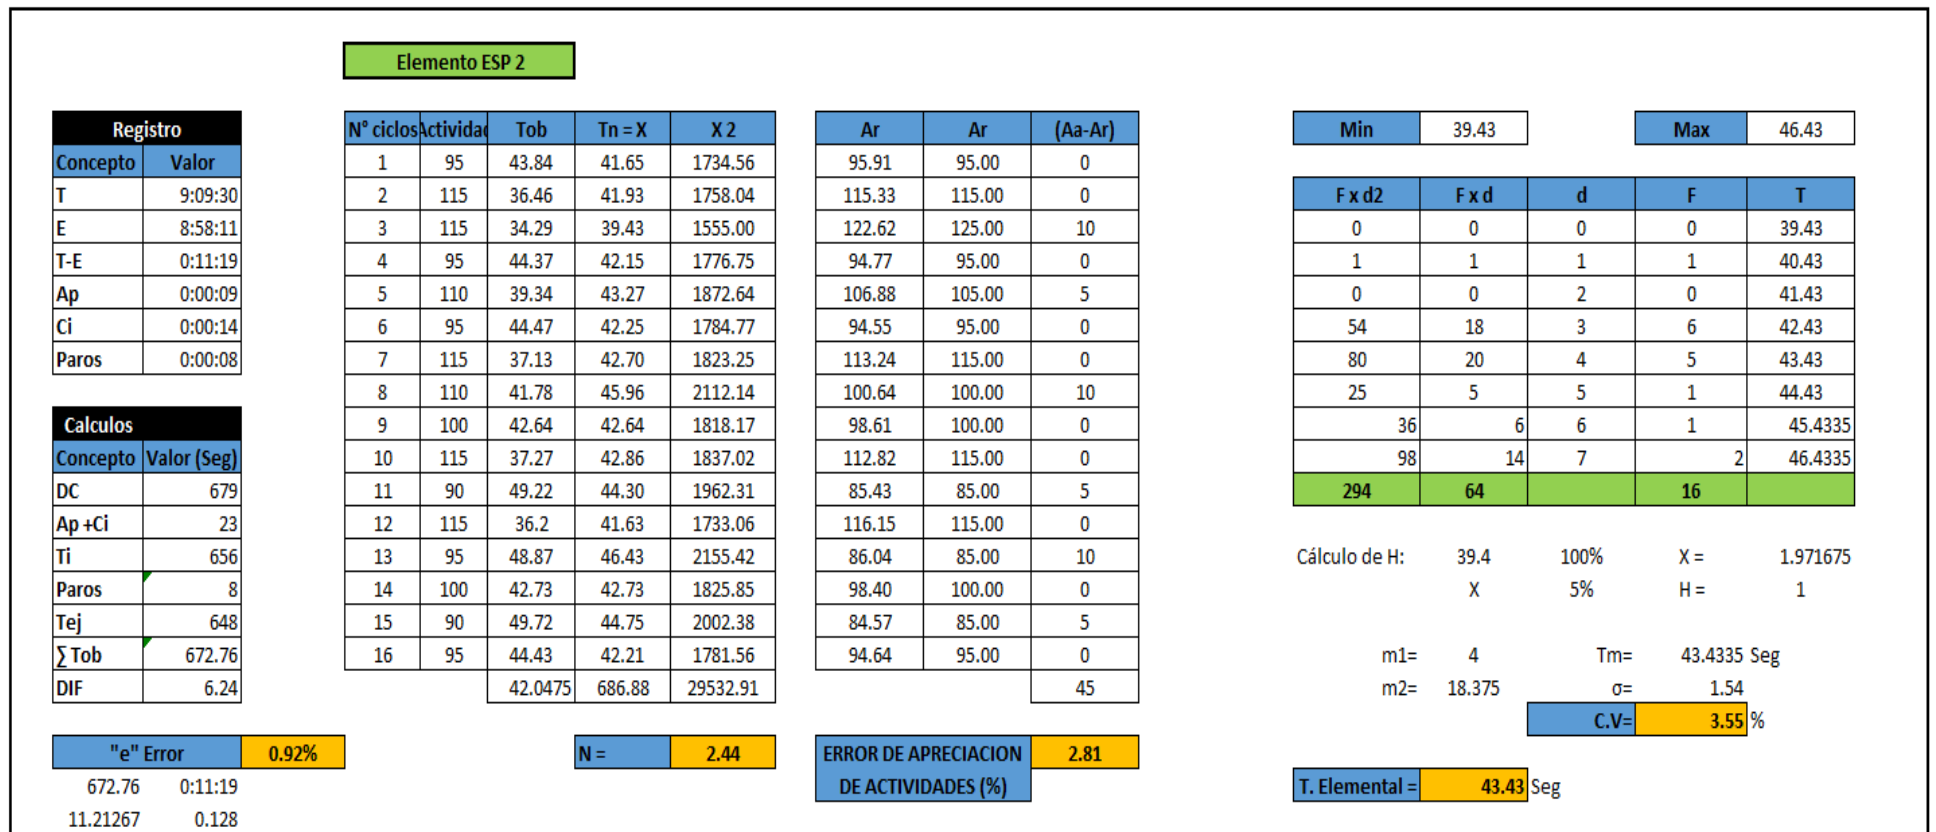 Elemento ESP 2
Registro
Concepto Valor
T 9:09:30
E 8:58:11
T-E 0:11:19
Ap 0:00:09
Ci 0:00:14
Paros 0:00:08
Calculos
Concepto Valor (Seg)
DC 679
Ap +Ci 23
Ti 656
Paros 8
Tej 648
∑ Tob 672.76
DIF 6.24
"e" Error 0.92%
672.76 0:11:19
11.21267 0.128
N° ciclos Actividad Tob Tn = X X 2
1 95 43.84 41.65 1734.56
2 115 36.46 41.93 1758.04
3 115 34.29 39.43 1555.00
4 95 44.37 42.15 1776.75
5 110 39.34 43.27 1872.64
6 95 44.47 42.25 1784.77
7 115 37.13 42.70 1823.25
8 110 41.78 45.96 2112.14
9 100 42.64 42.64 1818.17
10 115 37.27 42.86 1837.02
11 90 49.22 44.30 1962.31
12 115 36.2 41.63 1733.06
13 95 48.87 46.43 2155.42
14 100 42.73 42.73 1825.85
15 90 49.72 44.75 2002.38
16 95 44.43 42.21 1781.56
42.0475 686.88 29532.91
N = 2.44
Ar Ar (Aa-Ar)
95.91 95.00 0
115.33 115.00 0
122.62 125.00 10
94.77 95.00 0
106.88 105.00 5
94.55 95.00 0
113.24 115.00 0
100.64 100.00 10
98.61 100.00 0
112.82 115.00 0
85.43 85.00 5
116.15 115.00 0
86.04 85.00 10
98.40 100.00 0
84.57 85.00 5
94.64 95.00 0
45
ERROR DE APRECIACION 2.81
DE ACTIVIDADES (%)
Min 39.43 Max 46.43
F x d2 F x d d F T
0 0 0 0 39.43
1 1 1 1 40.43
0 0 2 0 41.43
54 18 3 6 42.43
80 20 4 5 43.43
25 5 5 1 44.43
36 6 6 1 45.4335
98 14 7 2 46.4335
294 64 16
Cálculo de H: 39.4 100% X = 1.971675
X 5% H = 1
m1= 4 Tm= 43.4335 Seg
m2= 18.375 σ= 1.54
C.V= 3.55 %
T. Elemental = 43.43 Seg